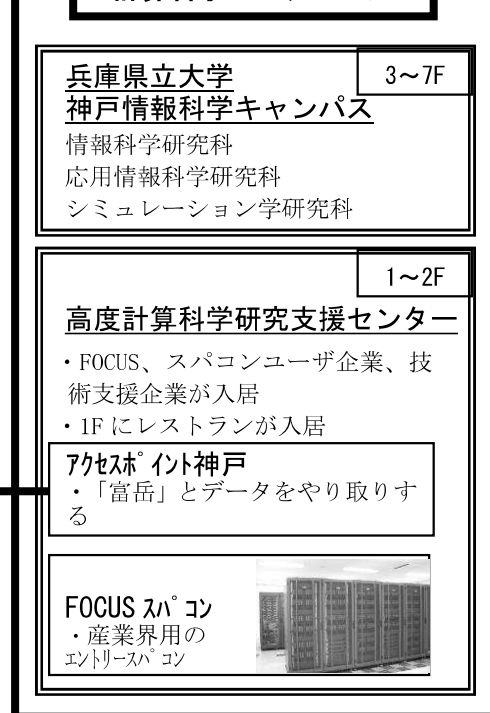 3～7F
兵庫県立大学
神戸情報科学キャンパス
情報科学研究科
応用情報科学研究科
シミュレーション学研究科
1～2F
高度計算科学研究支援センター
・FOCUS、スパコンユーザ企業、技
術支援企業が入居
・1F にレストランが入居
ｱｸｾｽﾎﾟｲﾝﾄ神戸
・「富岳」とデータをやり取りす
る
FOCUS ｽﾊﾟｺﾝ
・産業界用の
ｴﾝﾄﾘｰｽﾊﾟｺﾝ